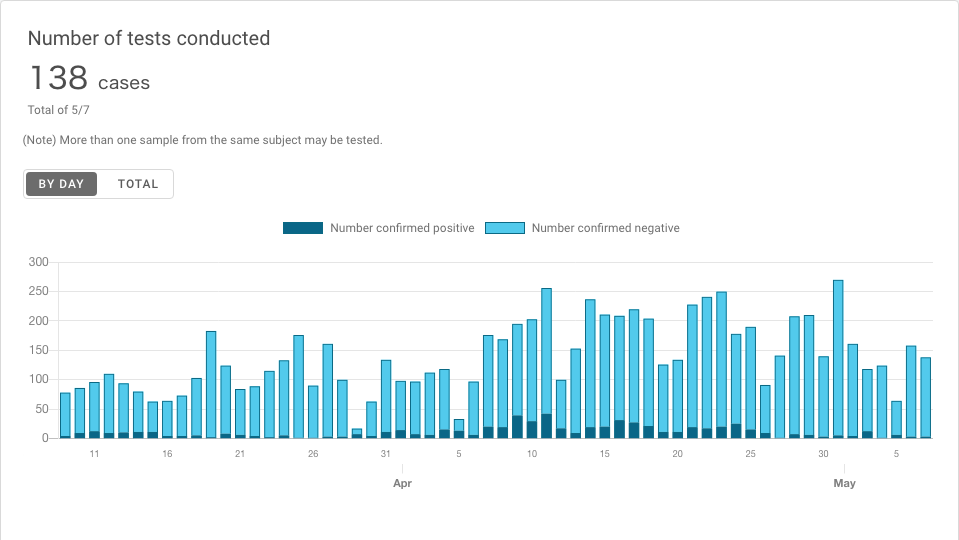 Number of tests conducted
138 cases
Total of 5/7
(Note) More than one sample from the same subject may be tested.
BY DAY TOTAL
Number confirmed positive Number confirmed negative
300
250
200
150
100
50
0
11 16 21 26 31 5 10 15 20 25 30 5
Apr May